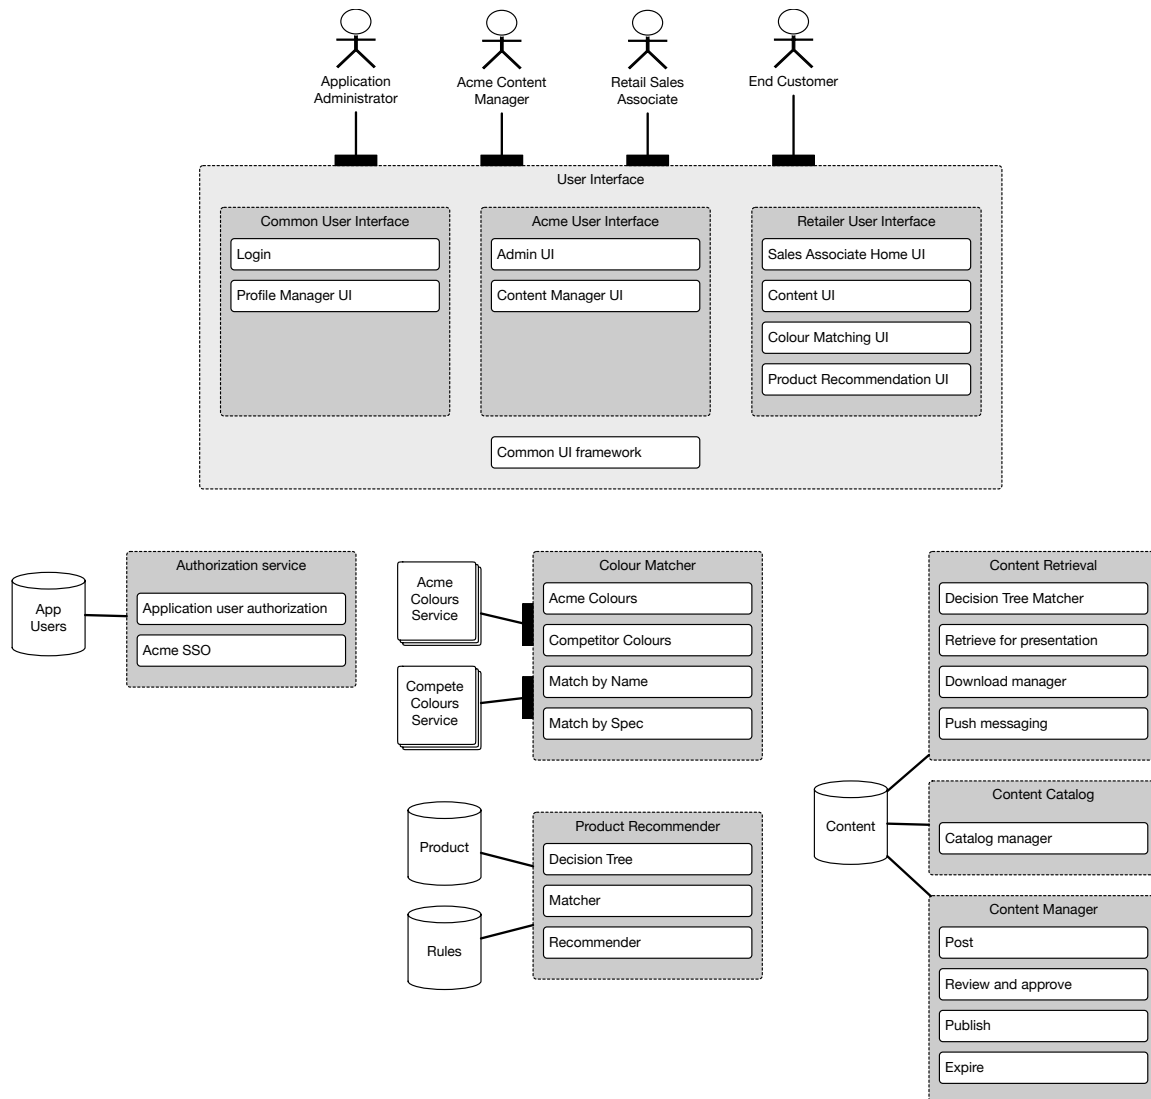 Application
Administrator
Acme Content
Manager
Retail Sales
Associate
End Customer
User Interface
Common User Interface
Login
Profile Manager UI
Acme User Interface
Admin UI
Content Manager UI
Retailer User Interface
Sales Associate Home UI
Content UI
Colour Matching UI
Product Recommendation UI
Common UI framework
App
Users
Authorization service
Application user authorization
Acme SSO
Acme
Colours
Service
Compete
Colours
Service
Colour Matcher
Acme Colours
Competitor Colours
Match by Name
Match by Spec
Product
Rules
Product Recommender
Decision Tree
Matcher
Recommender
Content
Content Retrieval
Decision Tree Matcher
Retrieve for presentation
Download manager
Push messaging
Content Catalog
Catalog manager
Content Manager
Post
Review and approve
Publish
Expire